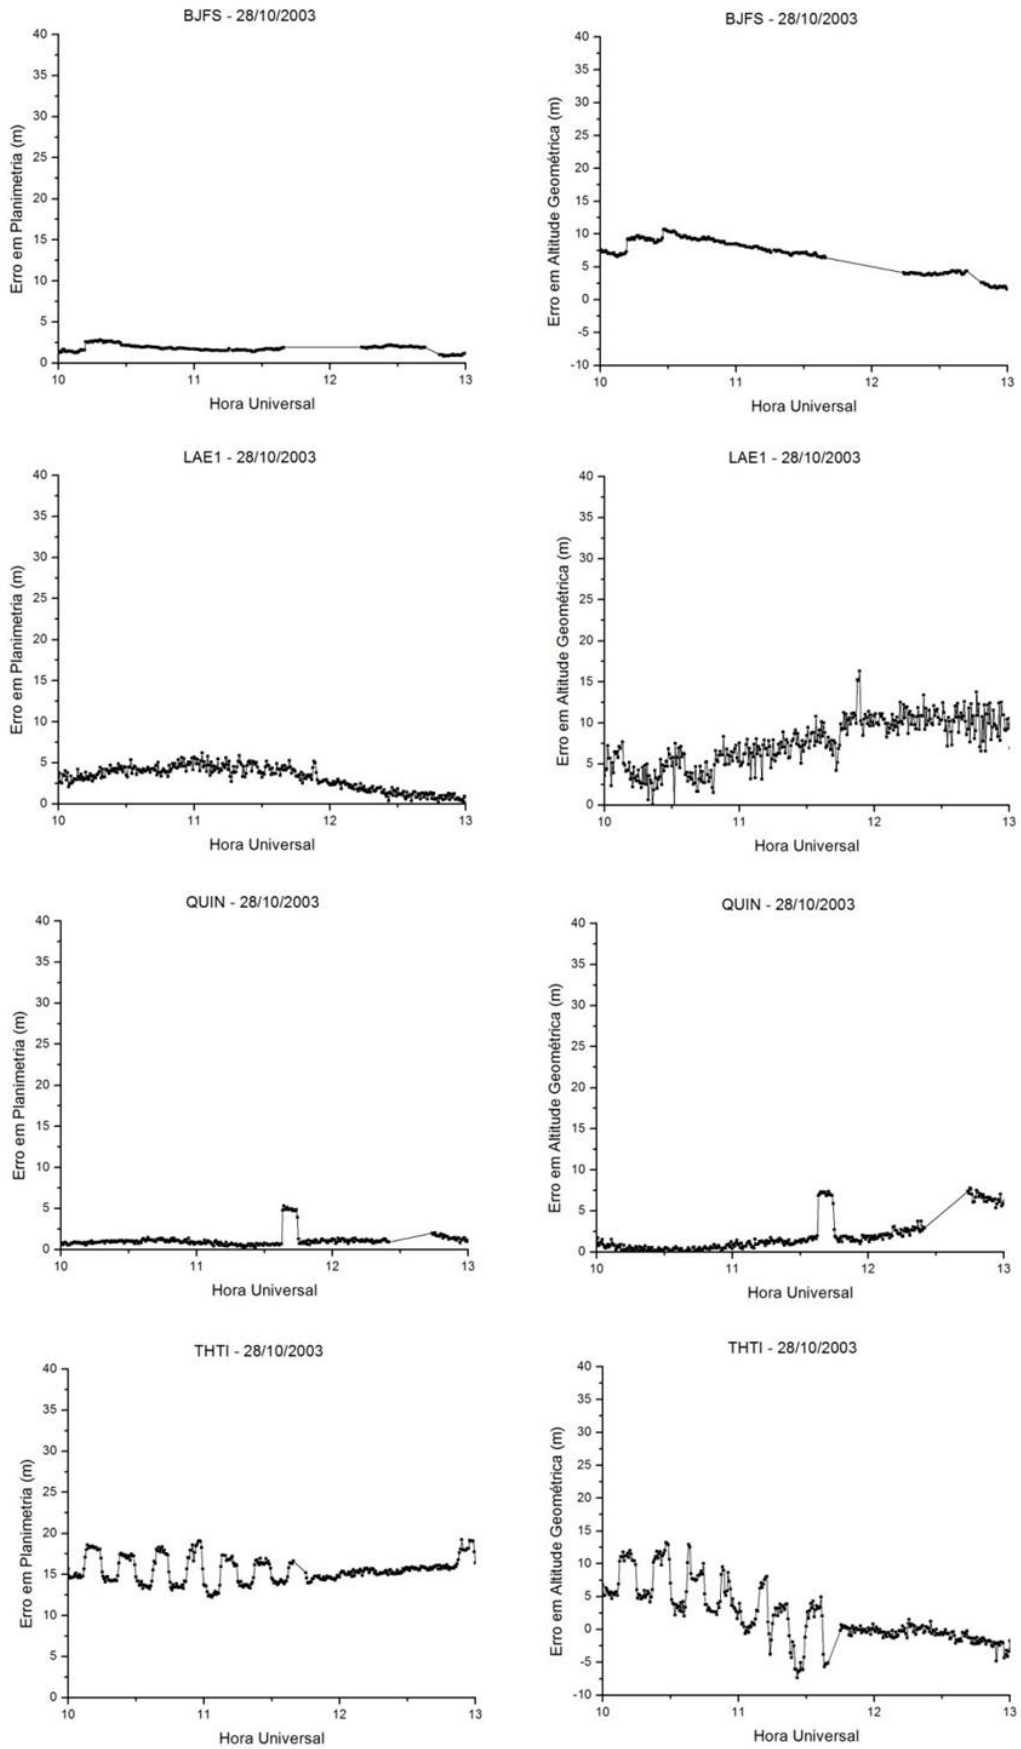 BJFS - 28/10/2003
Erro em Planimetria (m)
40
35
30
25
20
15
10
5
0
10 11 12 13
Hora Universal
BJFS - 28/10/2003
Erro em Altitude Geométrica (m)
40
35
30
25
20
15
10
5
0
-5
-10
10 11 12 13
Hora Universal
LAE1 - 28/10/2003
Erro em Planimetria (m)
40
35
30
25
20
15
10
5
0
10 11 12 13
Hora Universal
LAE1 - 28/10/2003
Erro em Altitude Geométrica (m)
40
35
30
25
20
15
10
5
0
10 11 12 13
Hora Universal
QUIN - 28/10/2003
Erro em Planimetria (m)
40
35
30
25
20
15
10
5
0
10 11 12 13
Hora Universal
QUIN - 28/10/2003
Erro em Altitude Geométrica (m)
40
35
30
25
20
15
10
5
0
10 11 12 13
Hora Universal
THTI - 28/10/2003
Erro em Planimetria (m)
40
35
30
25
20
15
10
5
0
10 11 12 13
Hora Universal
THTI - 28/10/2003
Erro em Altitude Geométrica (m)
40
35
30
25
20
15
10
5
0
-5
-10
10 11 12 13
Hora Universal